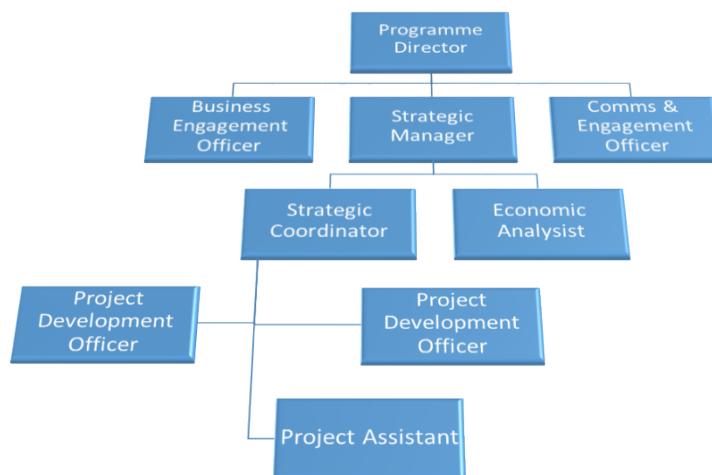 Programme
Director
Business
Engagement
Officer
Strategic
Manager
Comms &
Engagement
Officer
Strategic
Coordinator
Economic
Analysist
Project
Development
Officer
Project
Development
Officer
Project Assistant